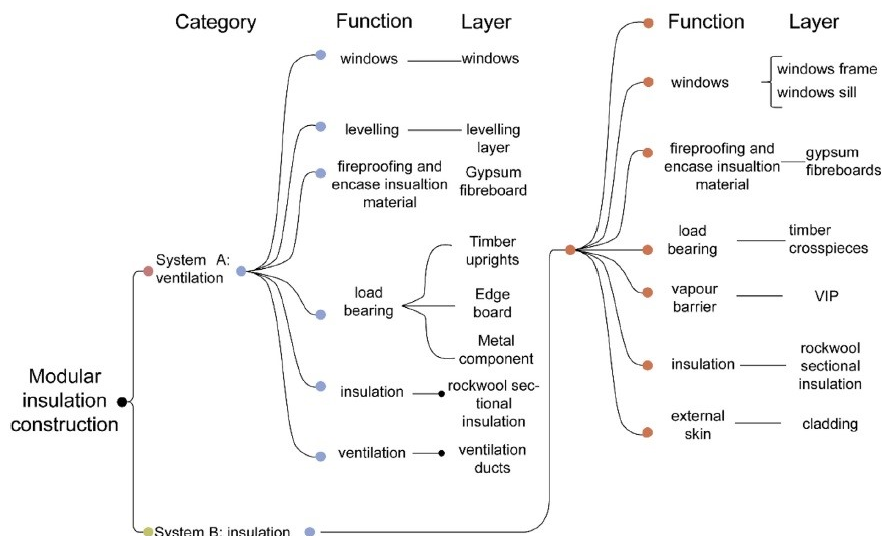 Category
Function
Layer
Function
Layer
windows
windows
levelling
levelling
layer
fireproofing and
encase insualtion
material
Gypsum
fibreboard
System A:
ventilation
load
bearing
Timber
uprights
Edge
board
Metal
component
insulation
rockwool sec-
tional
insulation
ventilation
ventilation
ducts
Modular
insulation
construction
System B: insulation
windows
windows frame
windows sill
fireproofing and
encase insualtion
material
gypsum
fibreboards
load
bearing
timber
crosspieces
vapour
barrier
VIP
insulation
rockwool
sectional
insulation
external
skin
cladding